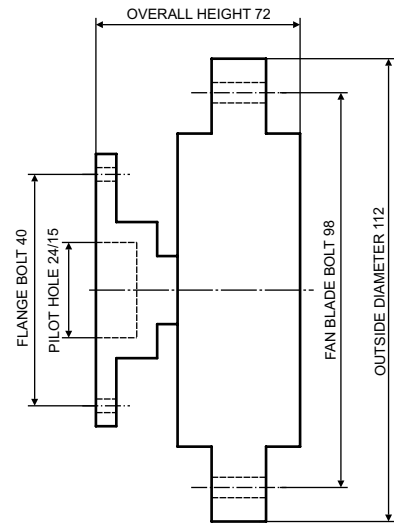 OVERALL HEIGHT 72
FLANGE BOLT 40
PILOT HOLE 24/15
FAN BLADE BOLT 98
OUTSIDE DIAMETER 112